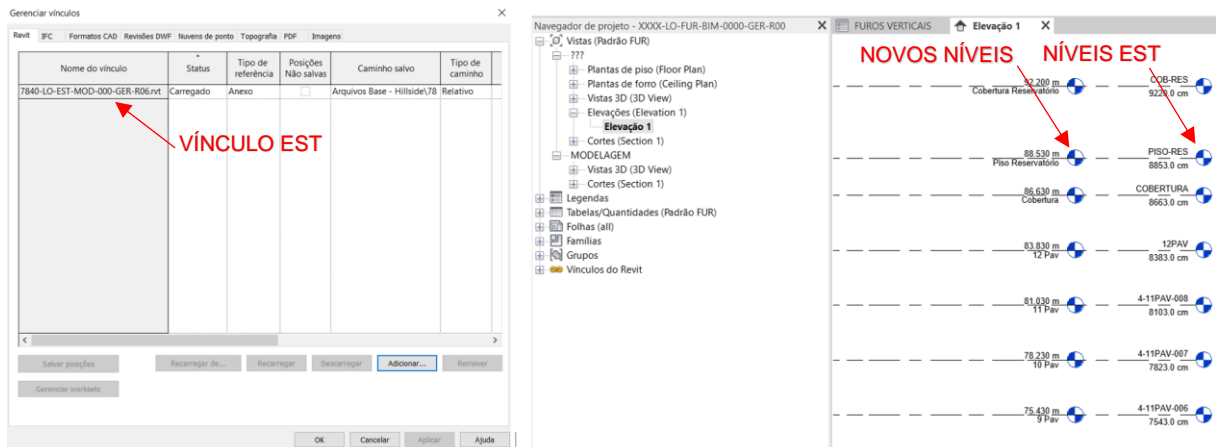 Gerenciar vínculos
Revit IFC Formatos CAD Revisões DWF Nuvens de ponto Topografia PDF Imagens
Nome do vínculo Status Tipo de referência Posições Não salvas Caminho salvo Tipo de caminho
7840-LO-EST-MOD-000-GER-R06.rvt Carregado Anexo Arquivos Base - Hillside\78 Relativo
VÍNCULO EST
Salvar posições Recarregar de... Recarregar Descarregar Adicionar... Remover
Gerenciar worksets
OK Cancelar Aplicar Ajuda
Navegador de projeto - XXXX-LO-FUR-BIM-0000-GER-R00
Vistas (Padrão FUR)
???
Plantas de piso (Floor Plan)
Plantas de forro (Ceiling Plan)
Vistas 3D (3D View)
Elevações (Elevation 1)
Elevação 1
Cortes (Section 1)
MODELAGEM
Vistas 3D (3D View)
Cortes (Section 1)
Legendas
Tabelas/Quantidades (Padrão FUR)
Folhas (all)
Famílias
Grupos
Vínculos do Revit
FUROS VERTICAIS Elevação 1
NOVOS NÍVEIS NÍVEIS EST
92.200 m COB-RES
Cobertura Reservatório 9220.0 cm
88.530 m PISO-RES
Piso Reservatório 8853.0 cm
86.630 m COBERTURA
Cobertura 8663.0 cm
83.830 m 12PAV
12 Pav 8383.0 cm
81.030 m 4-11PAV-008
11 Pav 8103.0 cm
78.230 m 4-11PAV-007
10 Pav 7823.0 cm
75.430 m 4-11PAV-006
9 Pav 7543.0 cm